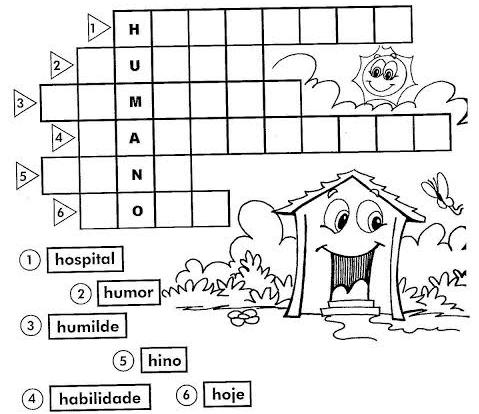 1 H
2 U
3 M
4 A
5 N
6 O
1 hospital
2 humor
3 humilde
5 hino
4 habilidade 6 hoje